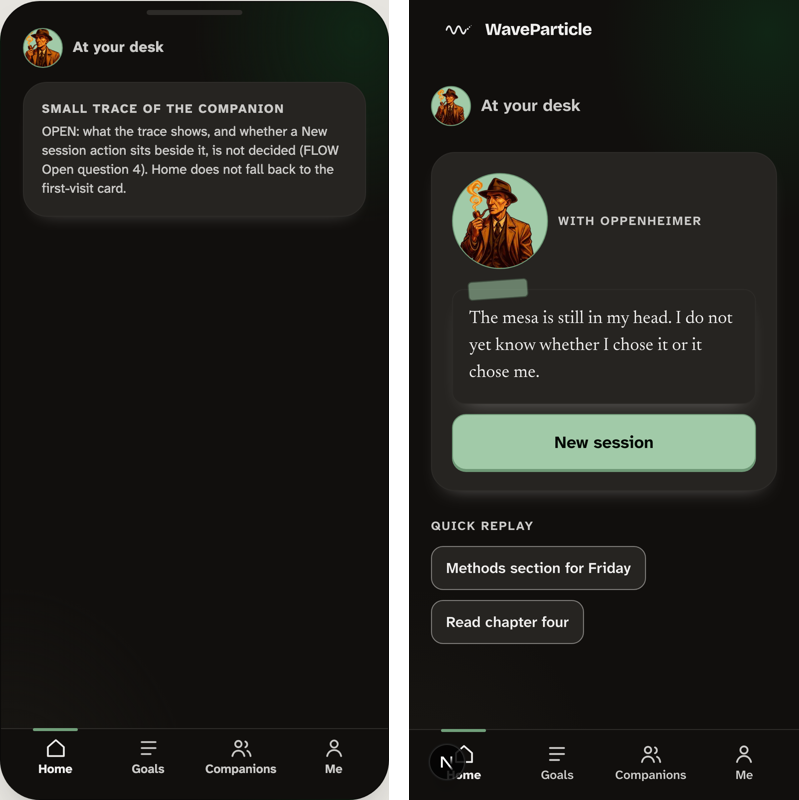 At your desk
SMALL TRACE OF THE COMPANION
OPEN: what the trace shows, and whether a New
session action sits beside it, is not decided (FLOW
Open question 4). Home does not fall back to the
first-visit card.
Home
Goals
Companions
Me
WaveParticle
At your desk
WITH OPPENHEIMER
The mesa is still in my head. I do not
yet know whether I chose it or it
chose me.
New session
QUICK REPLAY
Methods section for Friday
Read chapter four
N
Home
Goals
Companions
Me